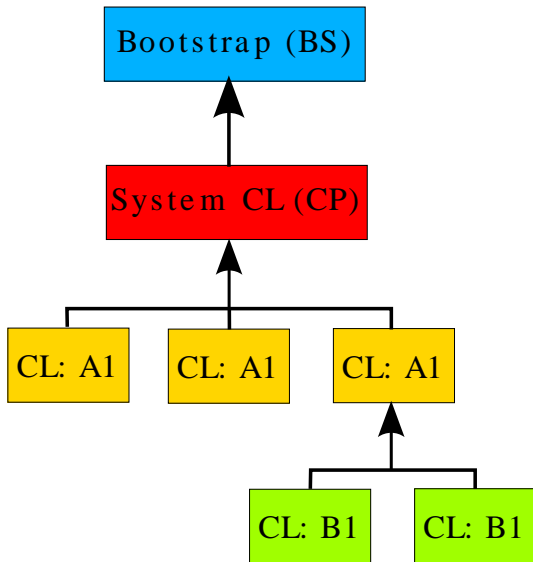 Bootstrap (BS)
System CL (CP)
CL: A1
CL: A1
CL: A1
CL: B1
CL: B1